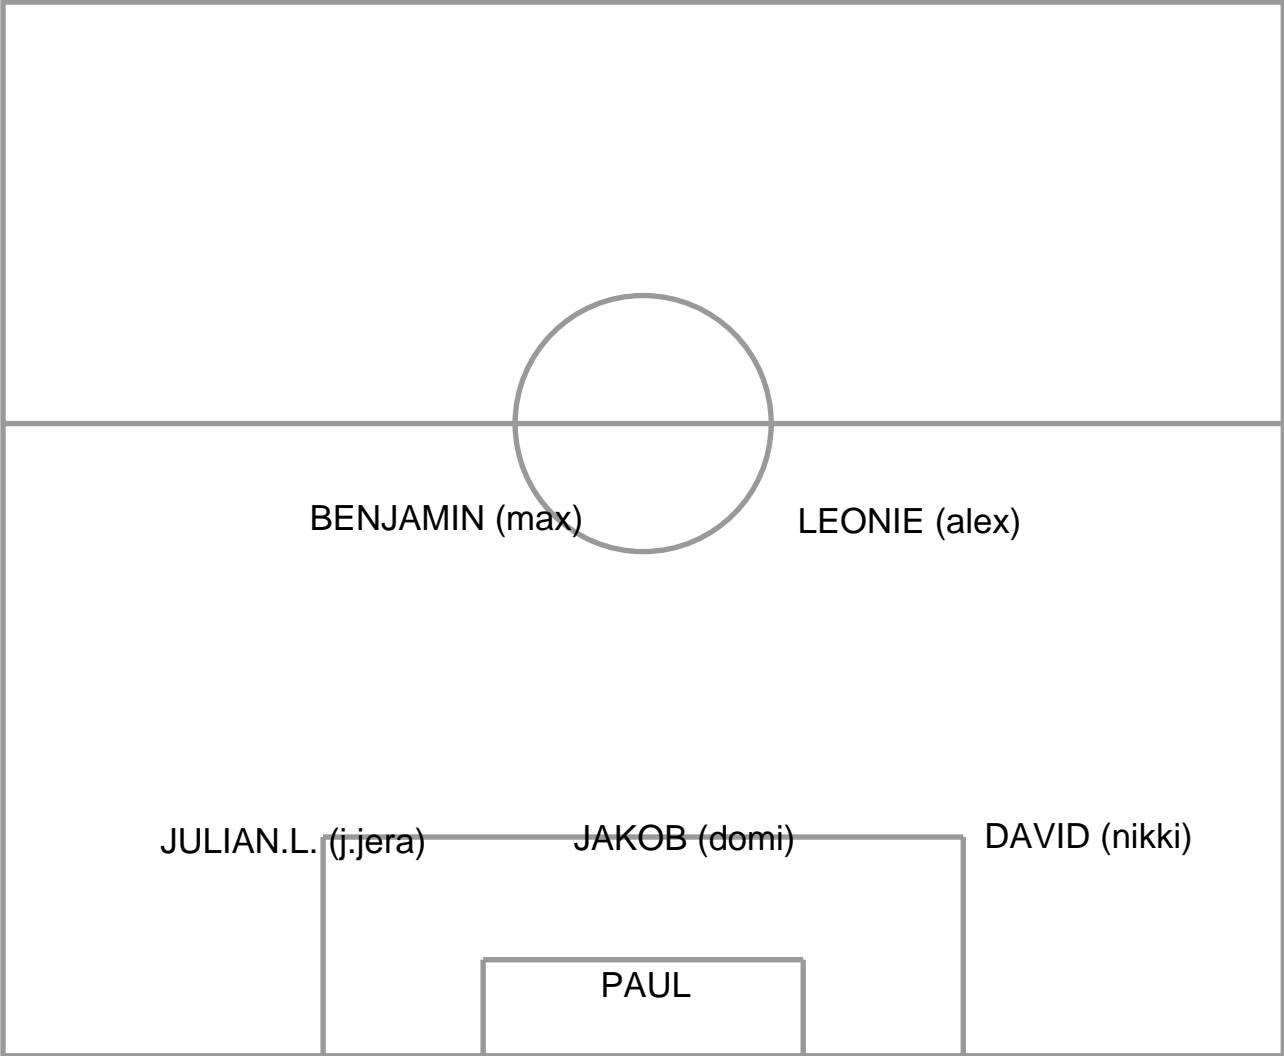 BENJAMIN (max)
LEONIE (alex)
JULIAN.L. (j.jera)
JAKOB (domi)
DAVID (nikki)
PAUL